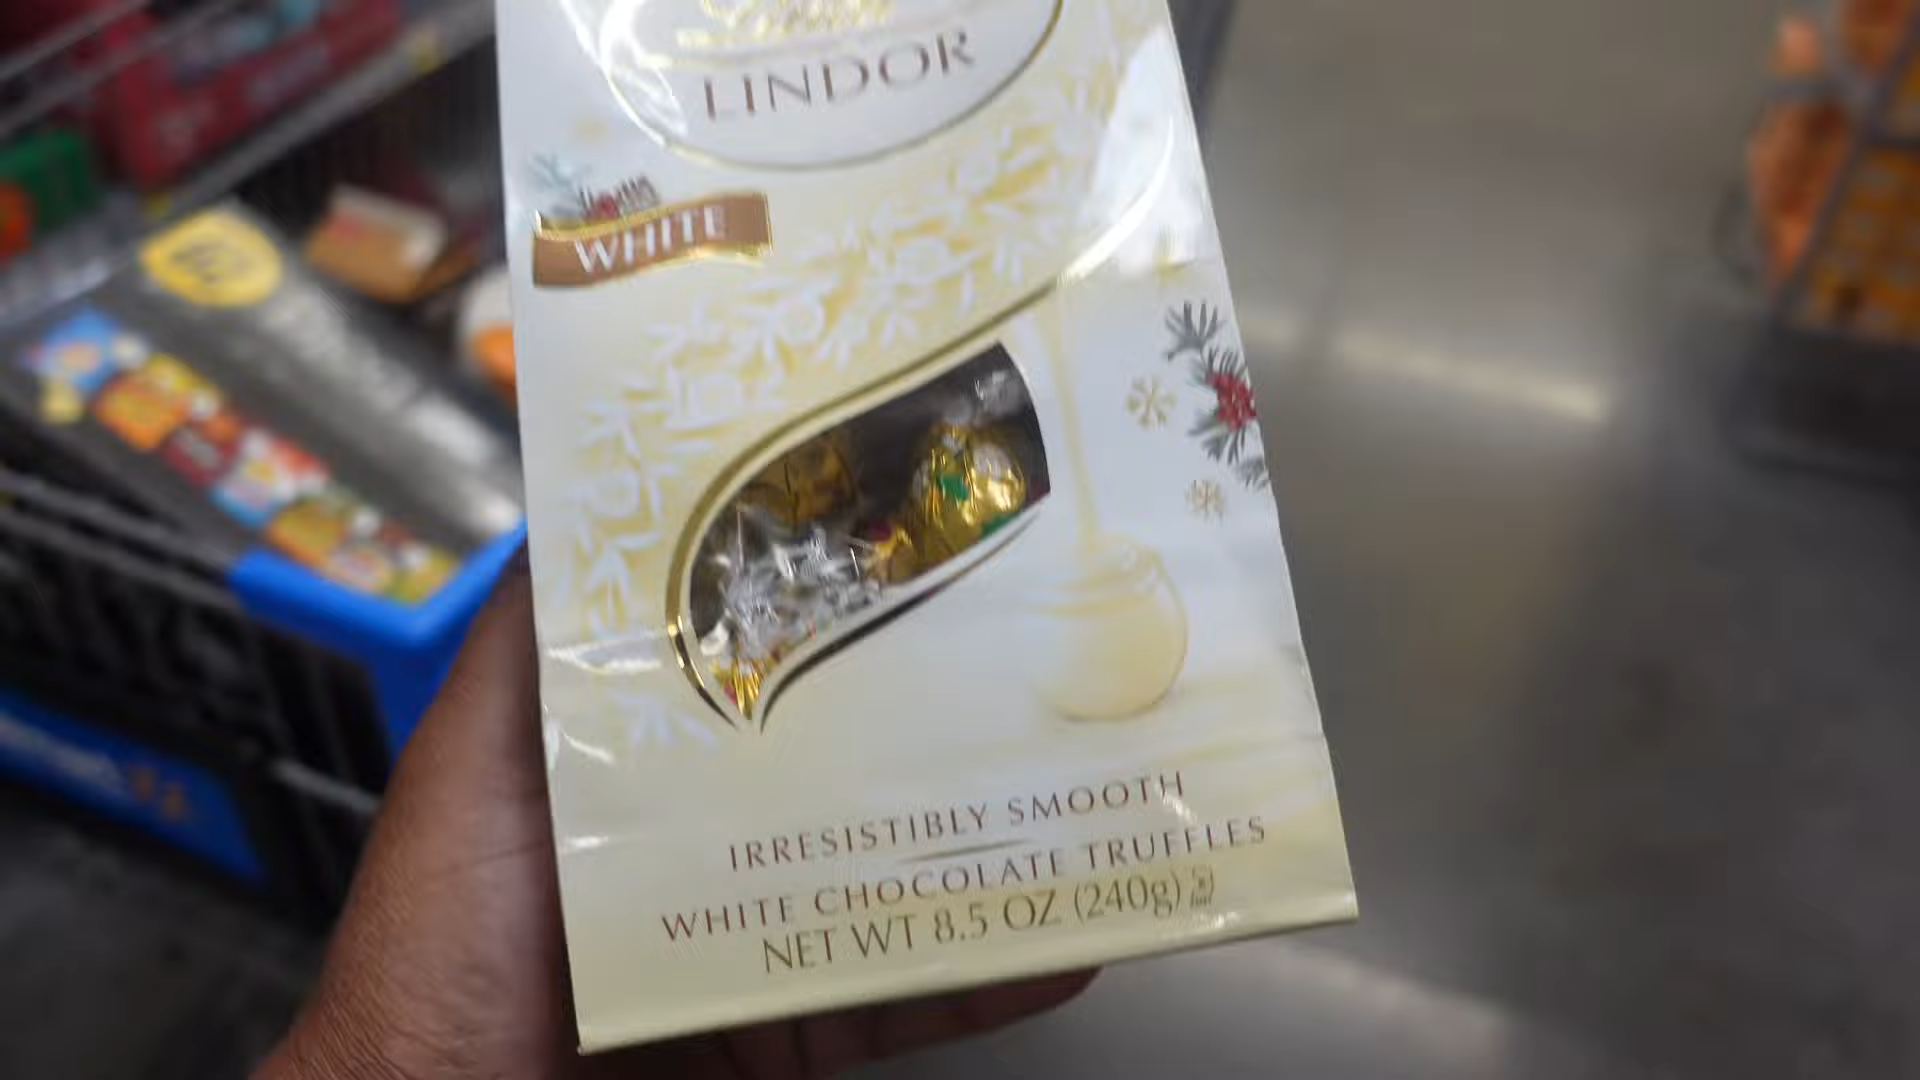 LINDOR
WHITE
IRRESISTIBLY SMOOTH
WHITE CHOCOLATE TRUFFLES
NET WT 8.5 OZ (240g)